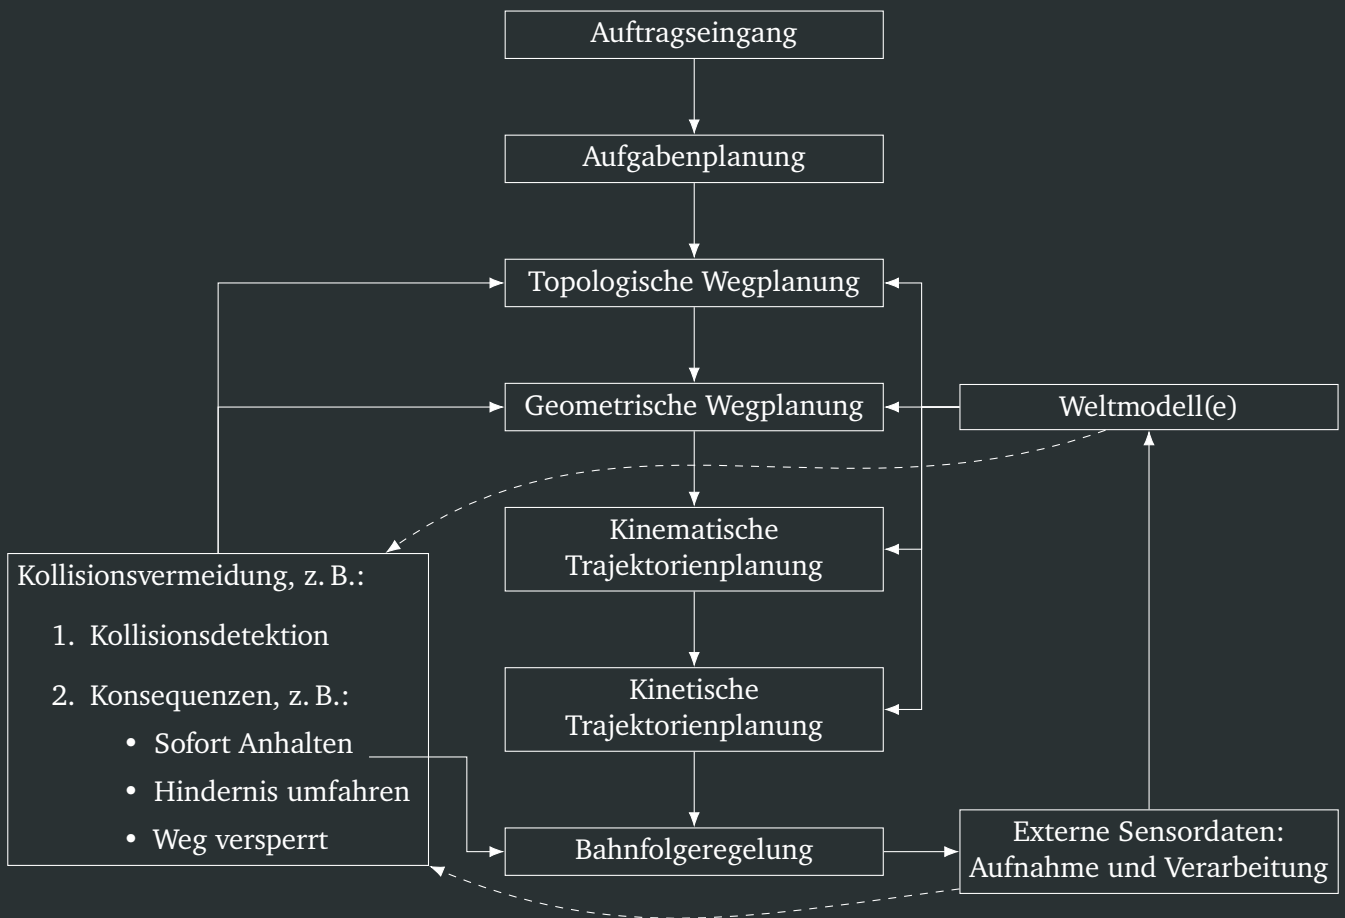 Auftragseingang
Aufgabenplanung
Topologische Wegplanung
Geometrische Wegplanung
Weltmodell(e)
Kinematische
Trajektorienplanung
Kollisionsvermeidung, z. B.:
1. Kollisionsdetektion
2. Konsequenzen, z. B.:
• Sofort Anhalten
• Hindernis umfahren
• Weg versperrt
Kinetische
Trajektorienplanung
Bahnfolgeregelung
Externe Sensordaten:
Aufnahme und Verarbeitung